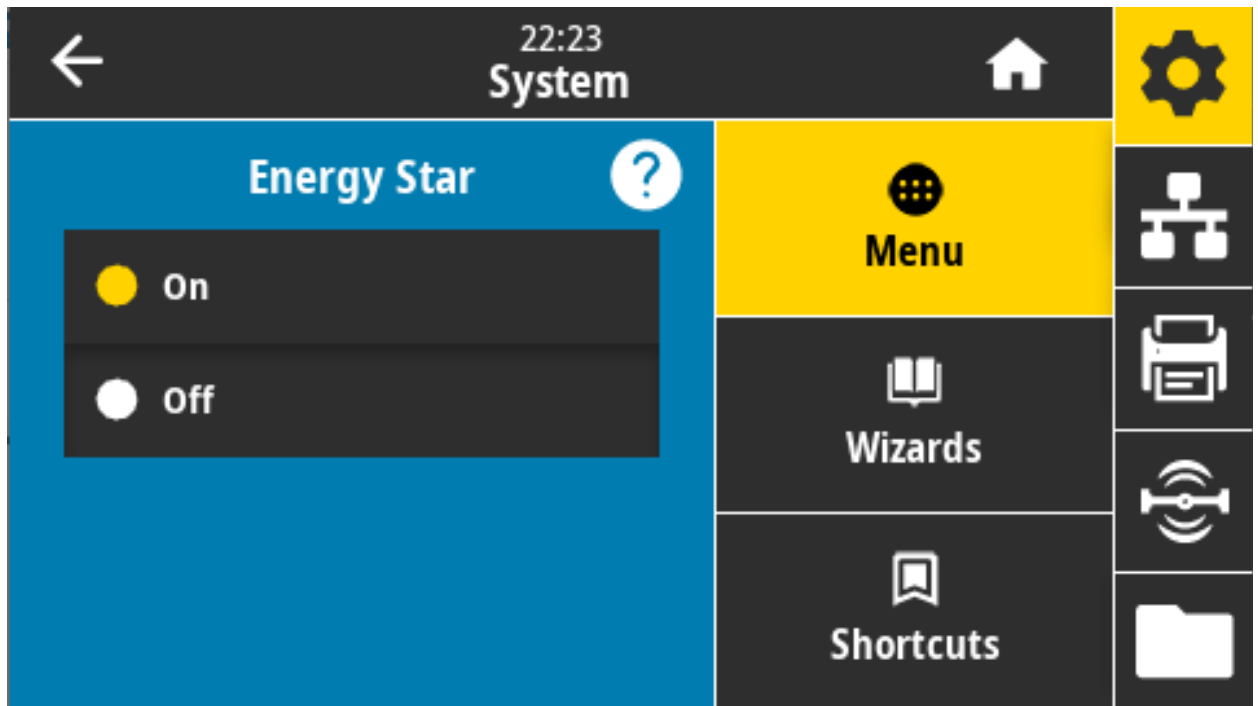 22:23
System
Energy Star
?
On
Off
Menu
Wizards
Shortcuts